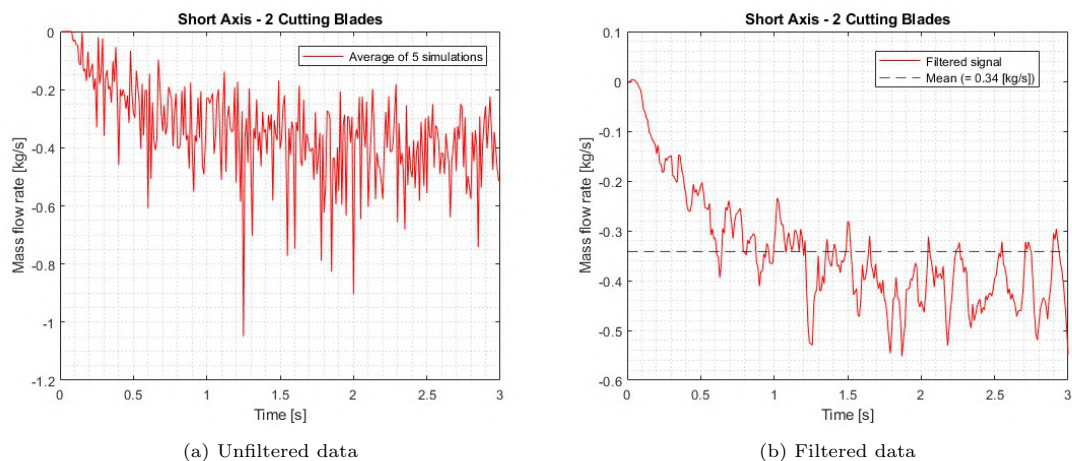 Short Axis - 2 Cutting Blades
Average of 5 simulations
0
-0.2
-0.4
-0.6
-0.8
-1
-1.2
Mass flow rate [kg/s]
0 0.5 1 1.5 2 2.5 3
Time [s]
(a) Unfiltered data
Short Axis - 2 Cutting Blades
Filtered signal
Mean (= 0.34 [kg/s])
0.1
0
-0.1
-0.2
-0.3
-0.4
-0.5
-0.6
Mass flow rate [kg/s]
0 0.5 1 1.5 2 2.5 3
Time [s]
(b) Filtered data